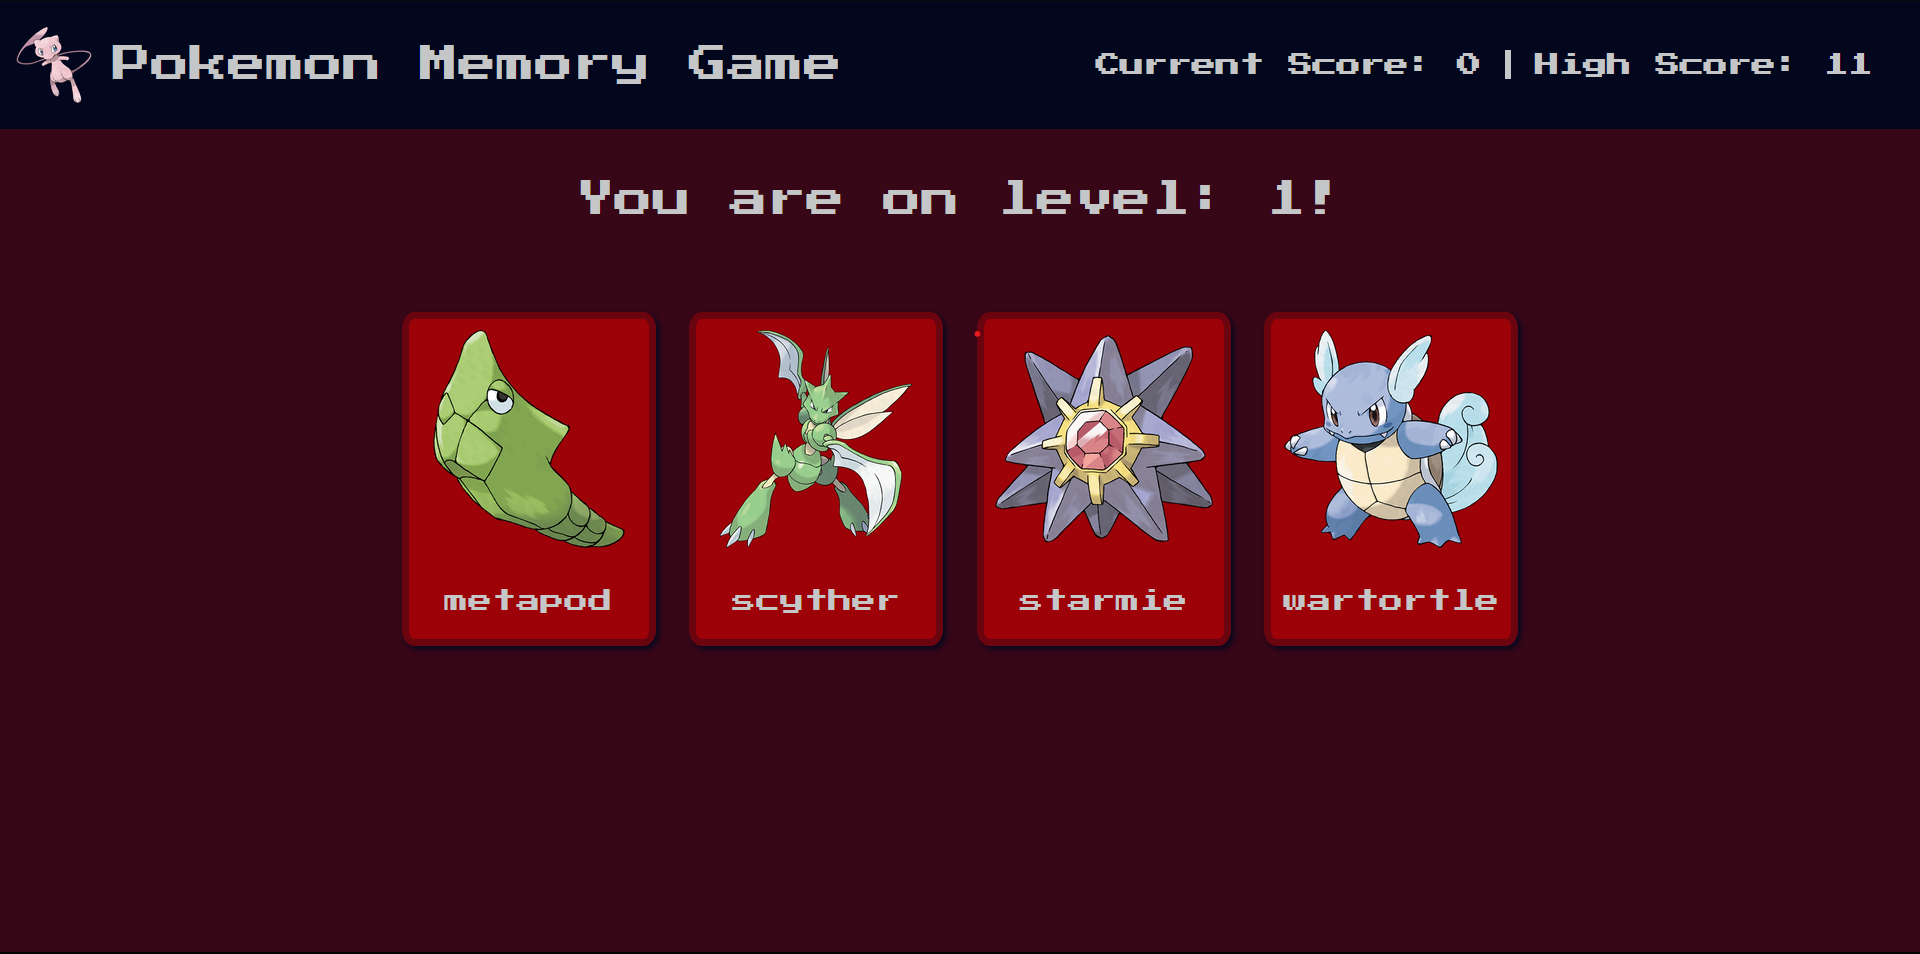 Pokemon Memory Game
Current Score: 0 | High Score: 11
You are on level: 1!
metapod
scyther
starmie
wartortle